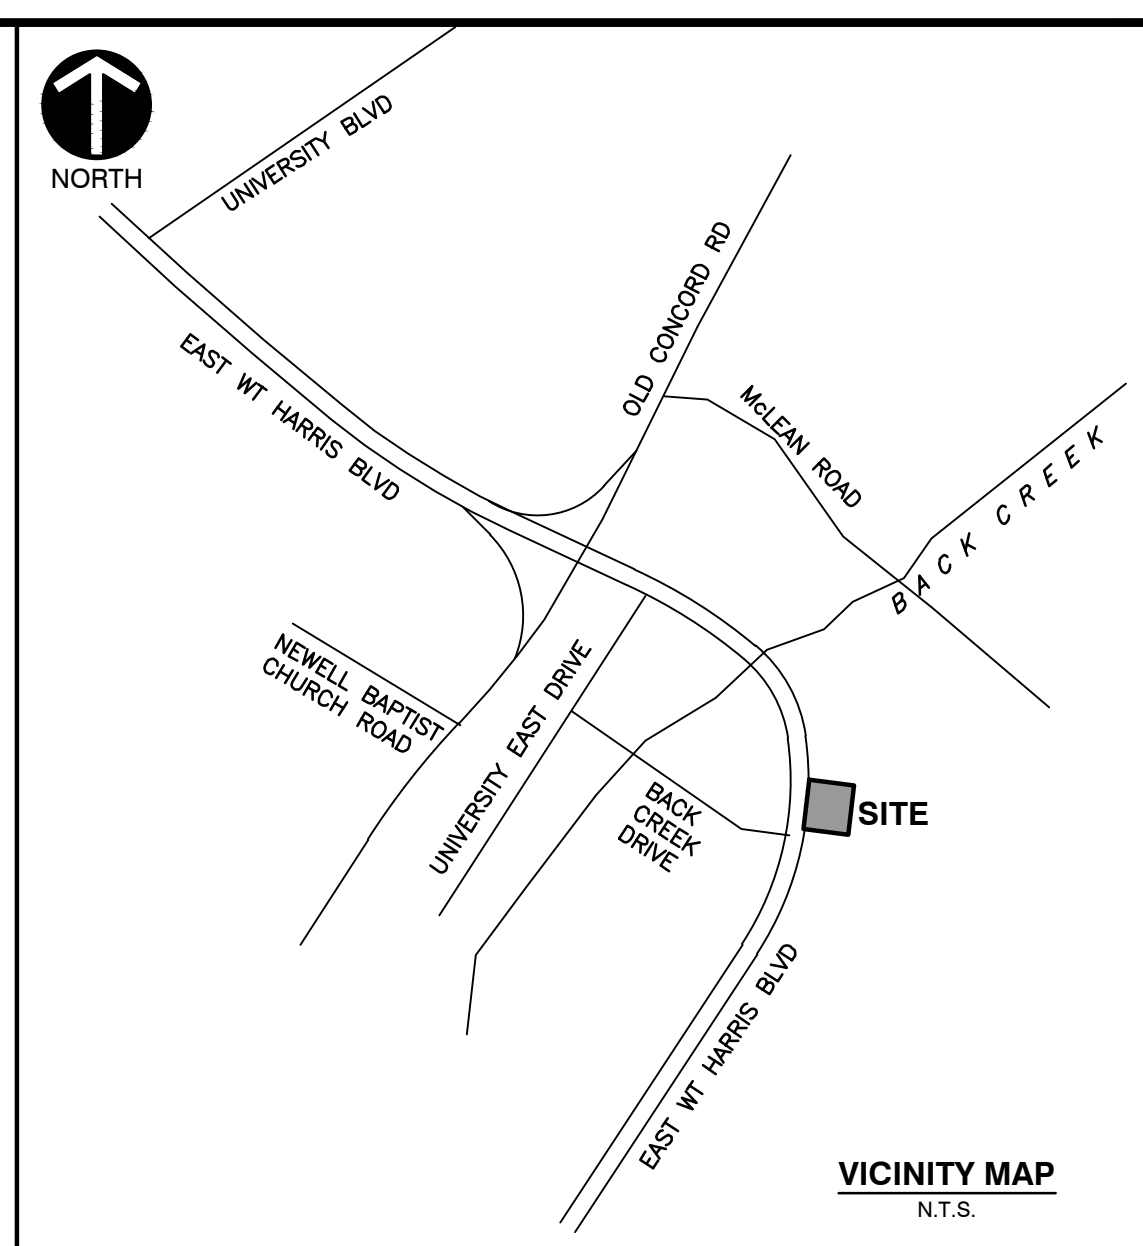 NORTH
UNIVERSITY BLVD
OLD CONCORD RD
EAST WT HARRIS BLVD
McLEAN ROAD
BACK CREEK
NEWELL BAPTIST
CHURCH ROAD
UNIVERSITY EAST DRIVE
BACK
CREEK
DRIVE
SITE
EAST WT HARRIS BLVD
VICINITY MAP
N.T.S.